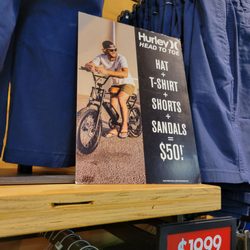 Hurley
HEAD TO TOE
HAT
+
T-SHIRT
+
SHORTS
+
SANDALS
=
$50!
$1999